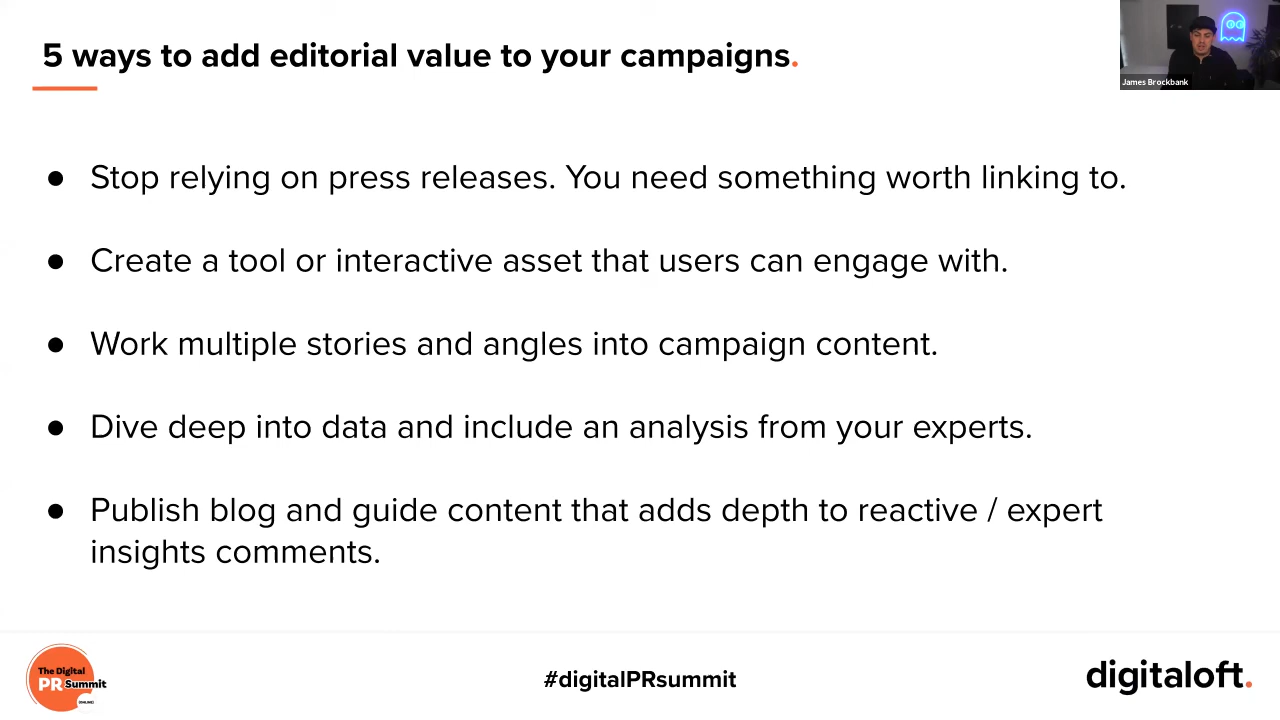 5 ways to add editorial value to your campaigns.
James Brockbank
● Stop relying on press releases. You need something worth linking to.
● Create a tool or interactive asset that users can engage with.
● Work multiple stories and angles into campaign content.
● Dive deep into data and include an analysis from your experts.
● Publish blog and guide content that adds depth to reactive / expert
insights comments.
The Digital
PR Summit
(ONLINE)
#digitalPRsummit
digitaloft.